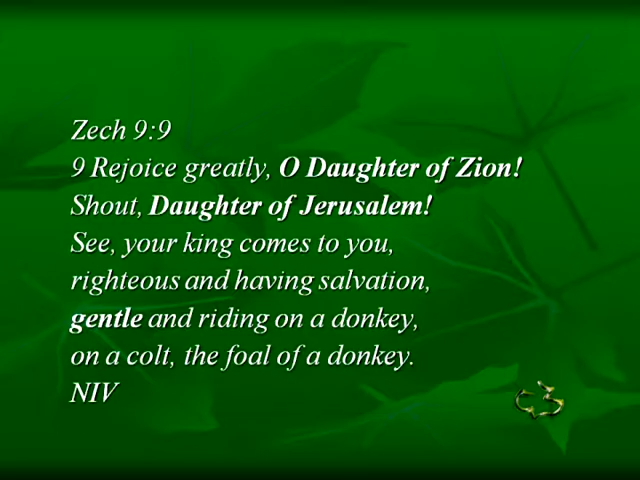 Zech 9:9
9 Rejoice greatly, O Daughter of Zion!
Shout, Daughter of Jerusalem!
See, your king comes to you,
righteous and having salvation,
gentle and riding on a donkey,
on a colt, the foal of a donkey.
NIV